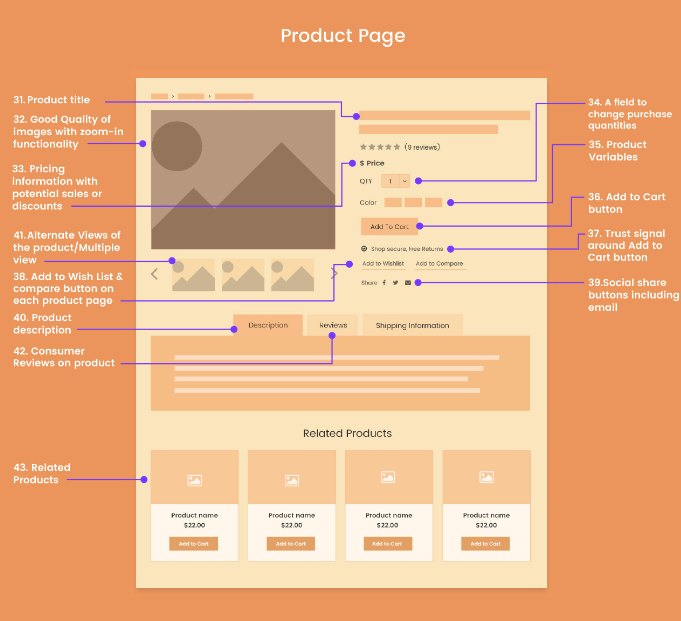 Product Page
31. Product title
32. Good Quality of
images with zoom-in
functionality
33. Pricing
Information with
potential sales or
discounts
41.Alternate Views of
the product/Multiple
view
38. Add to Wish List &
compare button on
each product page
40. Product
description
42. Consumer
Reviews on product
43. Related
Products
(9 reviews)
$ Price
QTY 1
Color
Add To Cart
Shop secure, Free Returns
Add to Wishlist Add to Compare
Share
34. A field to
change purchase
quantities
35. Product
Variables
36. Add to Cart
button
37. Trust signal
around Add to
Cart button
39.Social share
buttons including
email
Description Reviews Shipping Information
Related Products
Product name Product name Product name Product name
$22.00 $22.00 $22.00 $22.00
Add to Cart Add to Cart Add to Cart Add to Cart